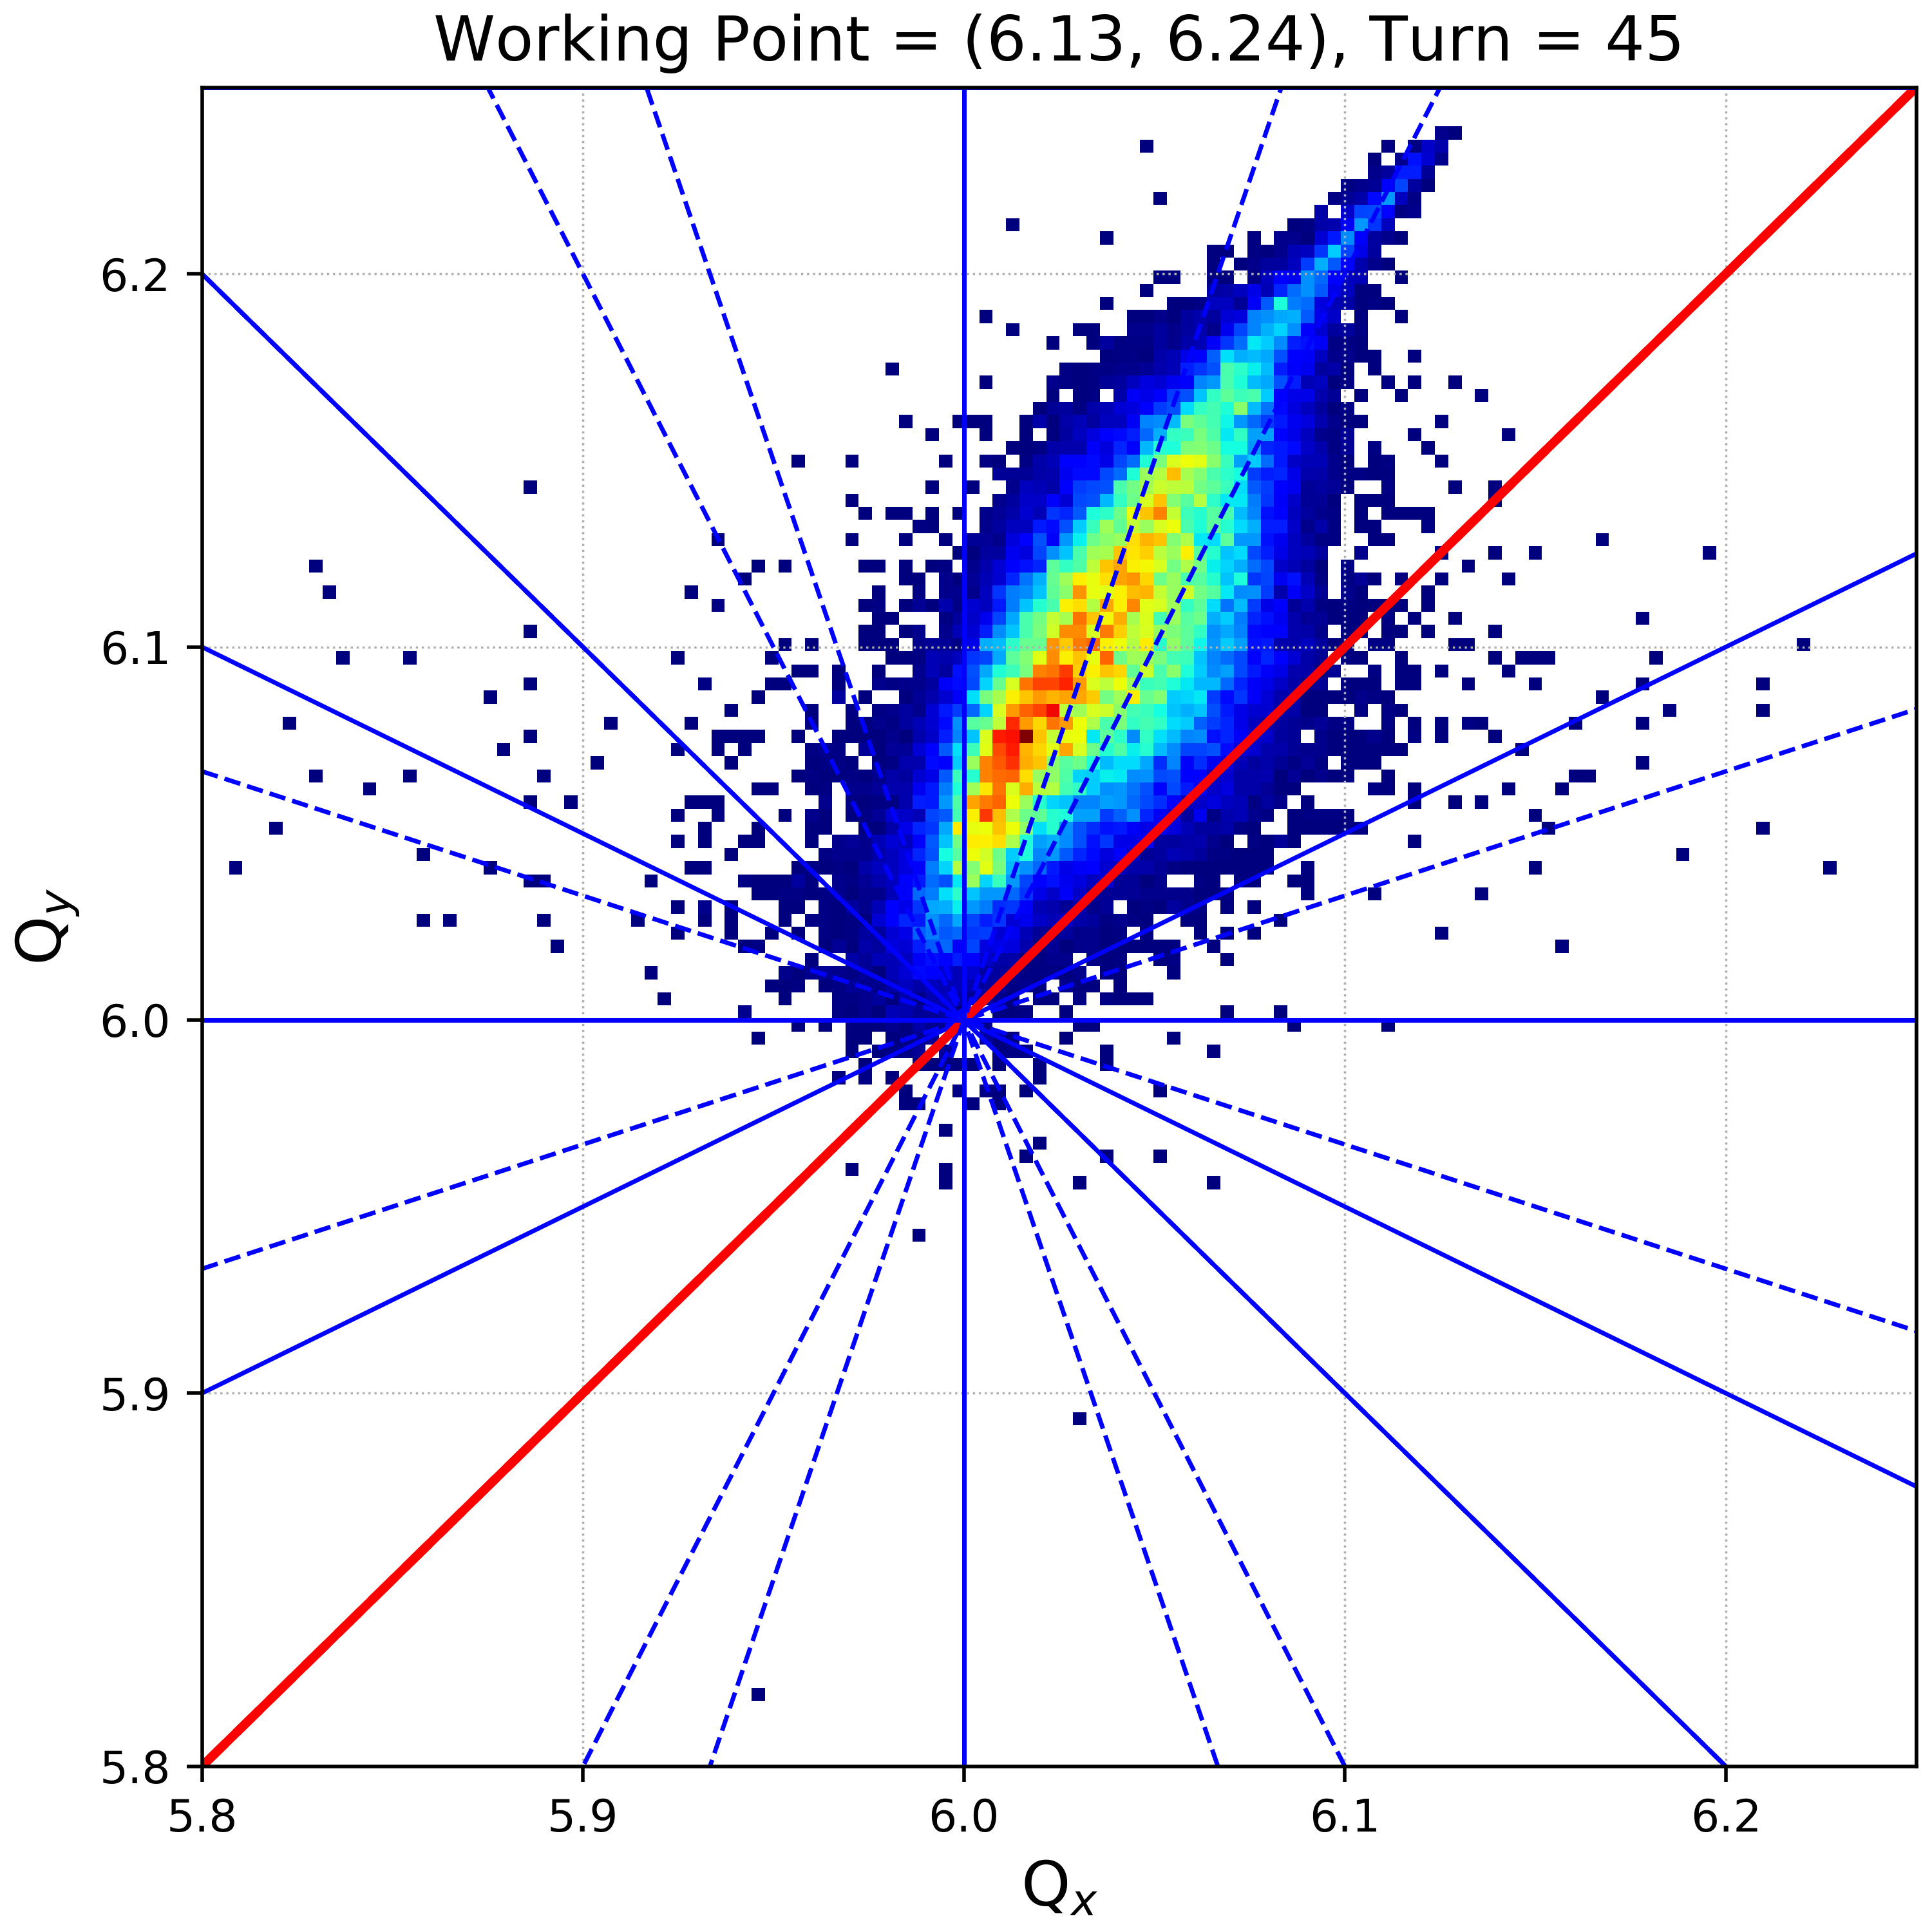 Working Point = (6.13, 6.24), Turn = 45
6.2
6.1
6.0
5.9
5.8
Qy
5.8 5.9 6.0 6.1 6.2
Qx